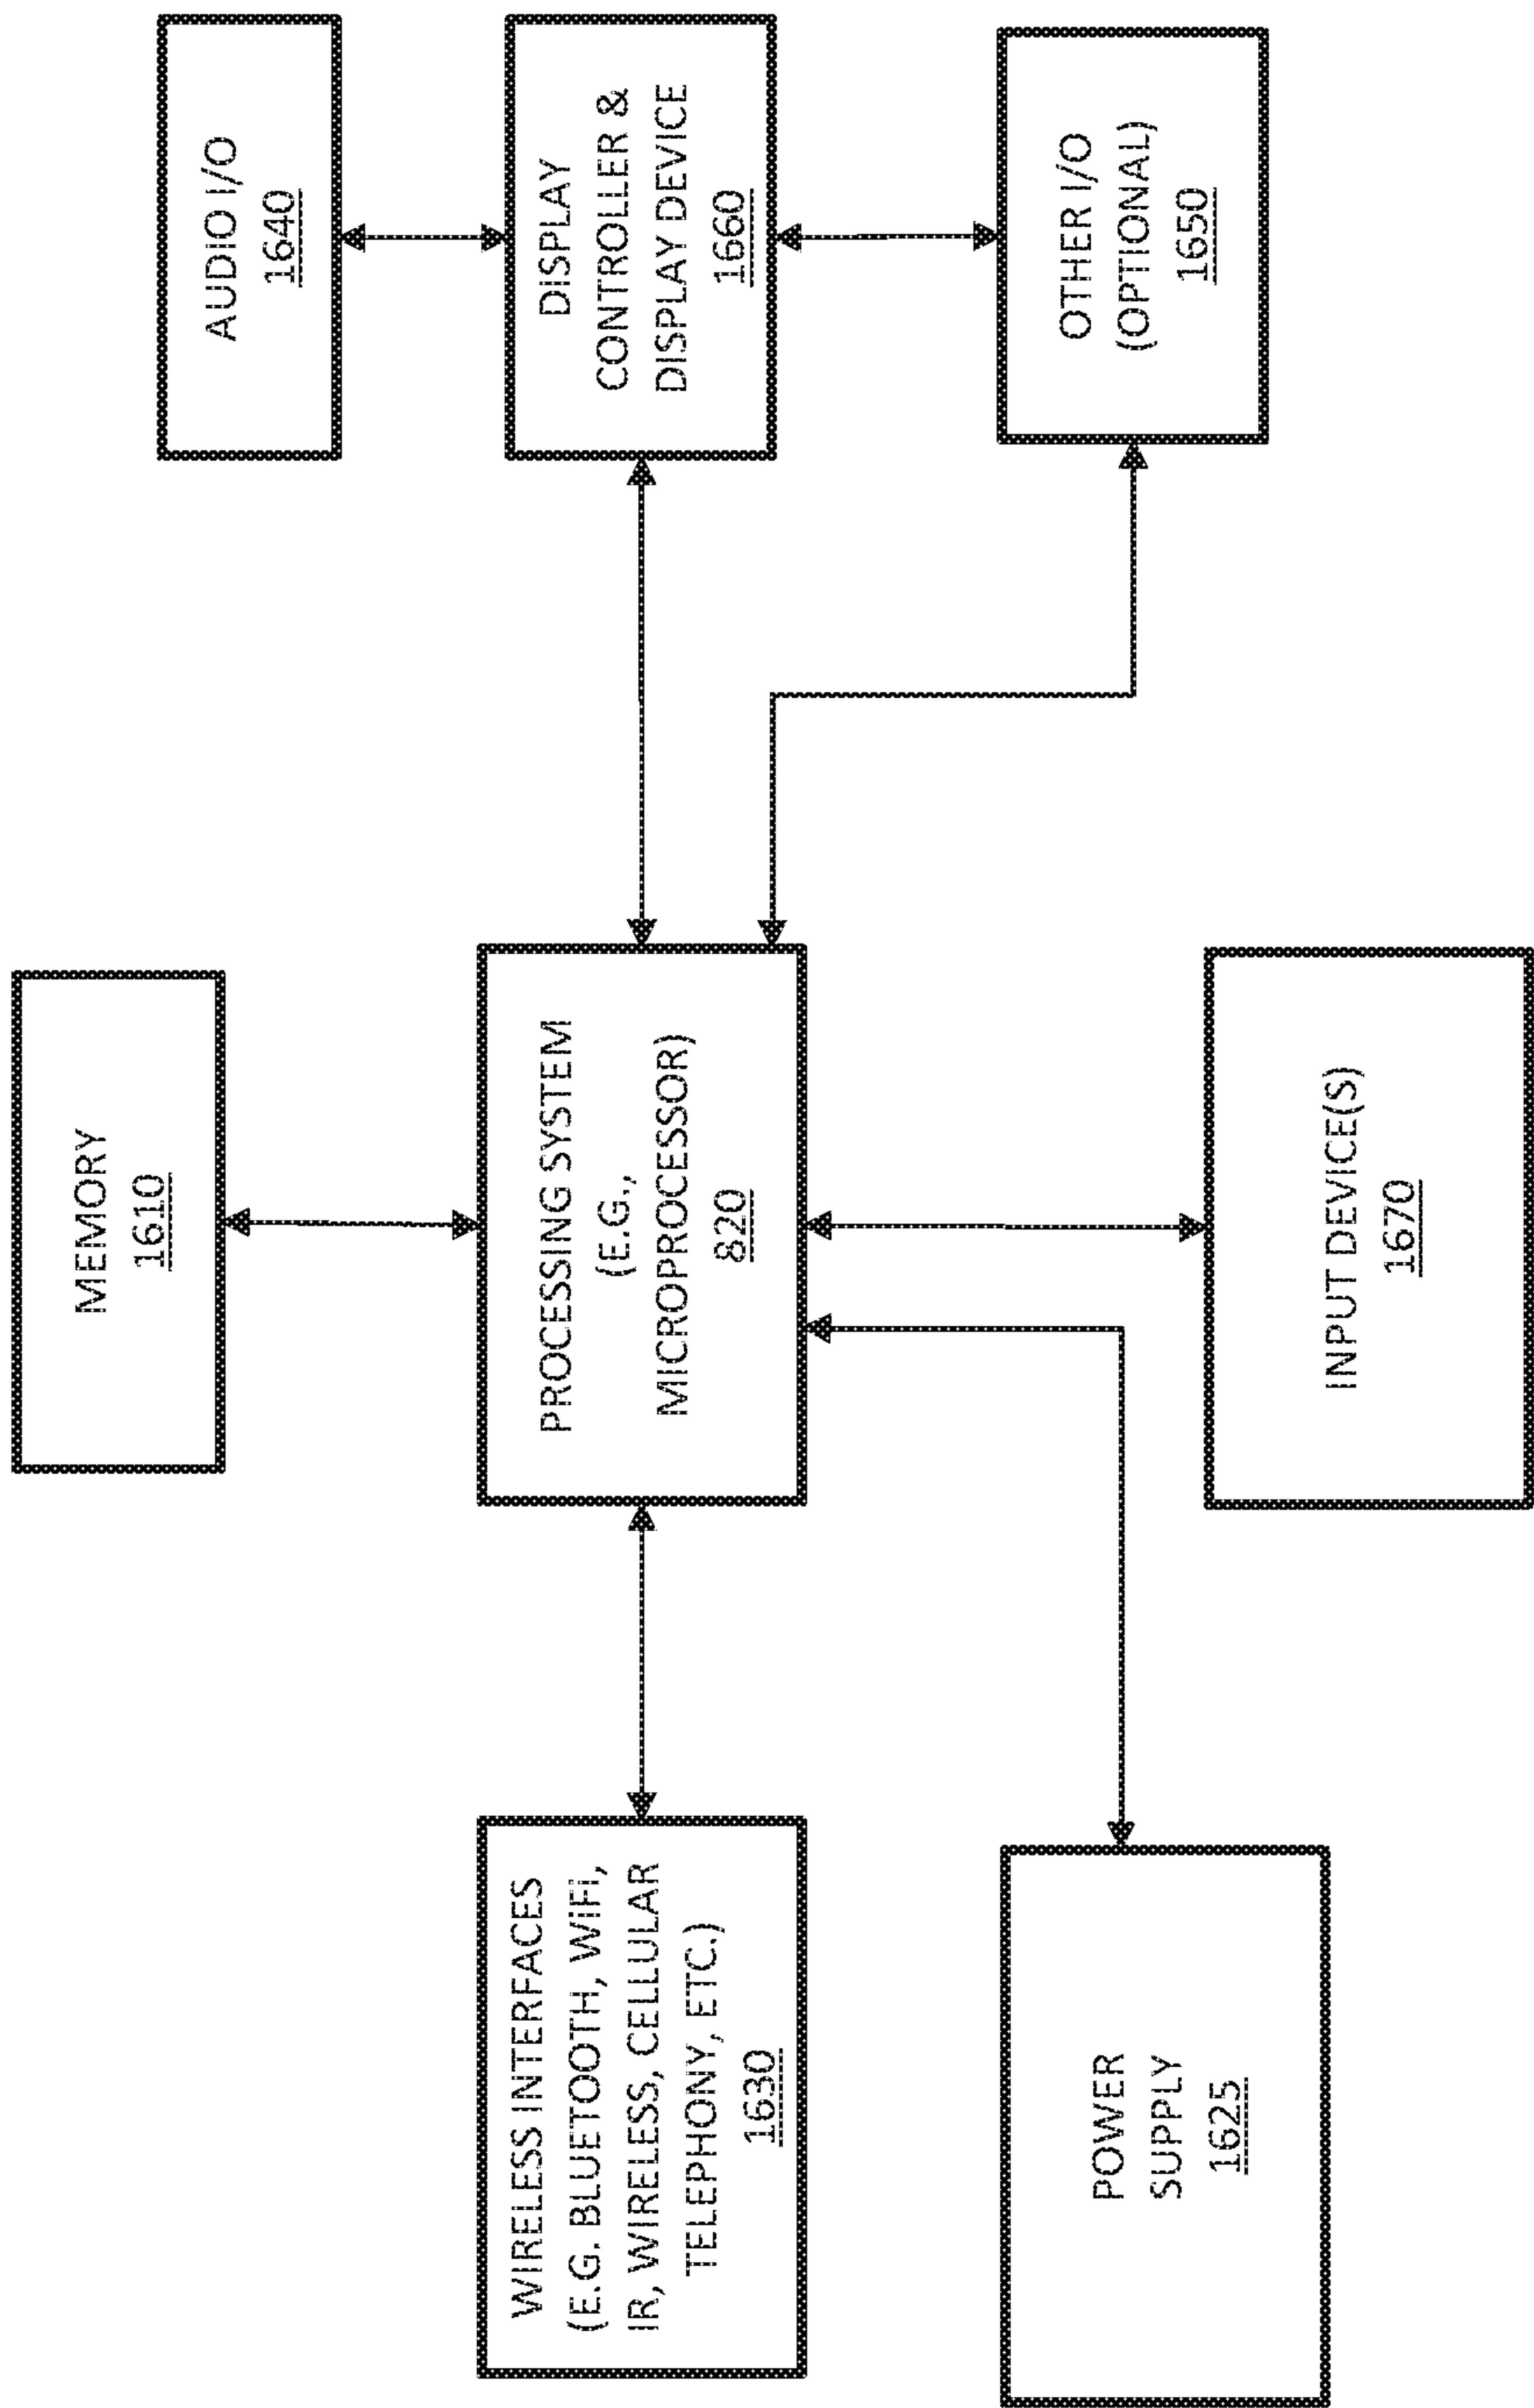 MEMORY
1610
WIRELESS INTERFACES
(E.G. BLUETOOTH, WiFi,
IR, WIRELESS, CELLULAR
TELEPHONY, ETC.)
1630
PROCESSING SYSTEM
(E.G.,
MICROPROCESSOR)
820
AUDIO I/O
1640
DISPLAY
CONTROLLER &
DISPLAY DEVICE
1660
POWER
SUPPLY
1625
INPUT DEVICE(S)
1670
OTHER I/O
(OPTIONAL)
1650